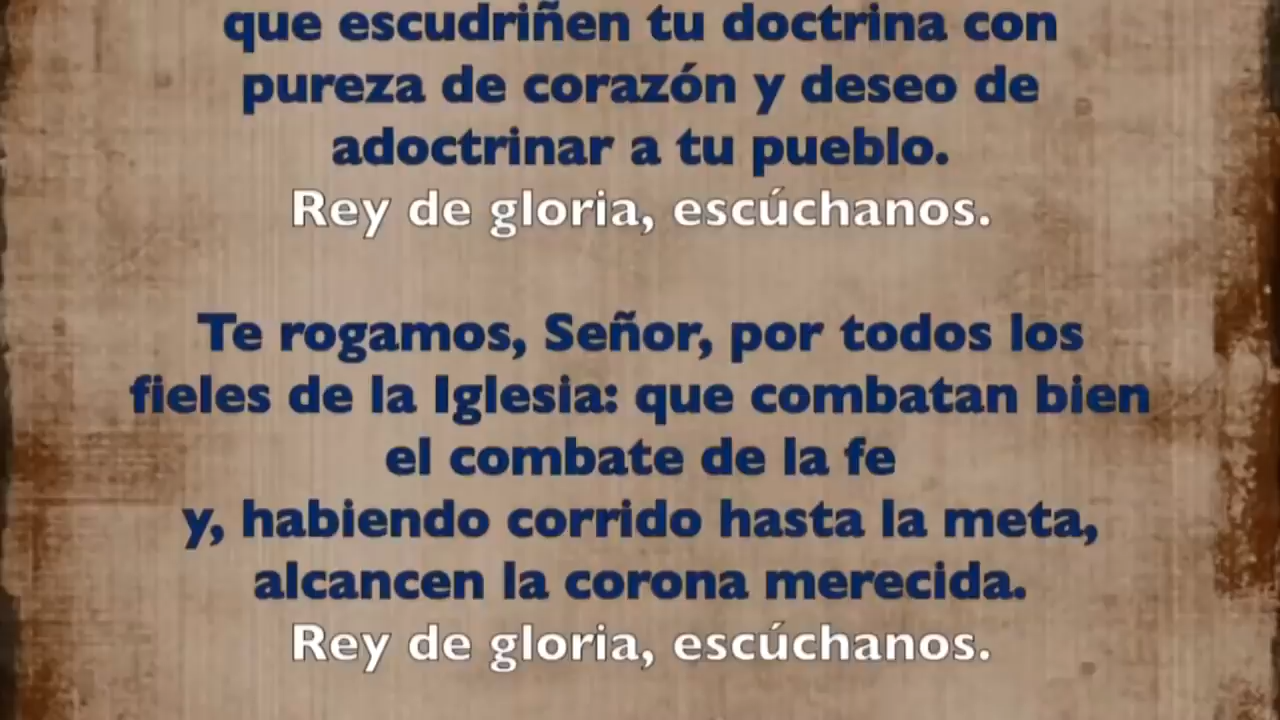 que escudriñen tu doctrina con
pureza de corazón y deseo de
adoctrinar a tu pueblo.
Rey de gloria, escúchanos.
Te rogamos, Señor, por todos los
fieles de la Iglesia: que combatan bien
el combate de la fe
y, habiendo corrido hasta la meta,
alcancen la corona merecida.
Rey de gloria, escúchanos.